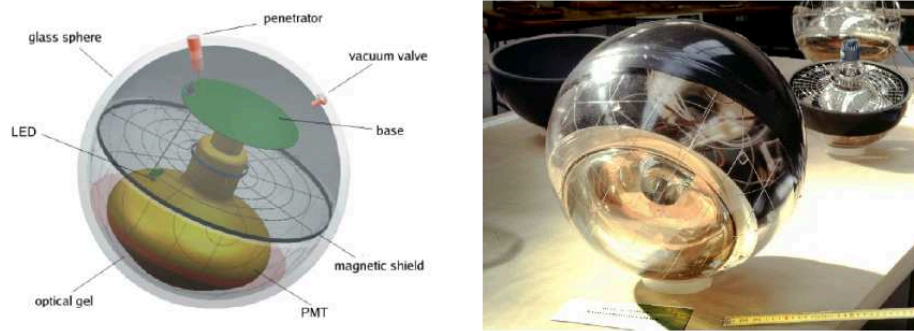 penetrator
glass sphere
vacuum valve
LED
base
magnetic shield
optical gel
PMT